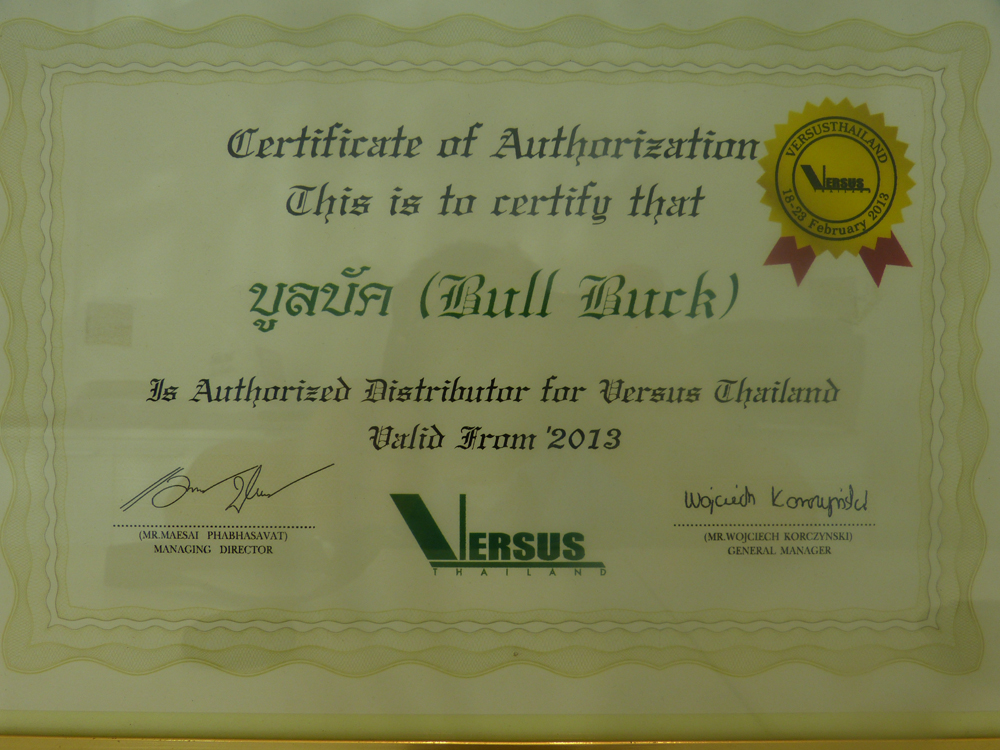 Certificate of Authorization
This is to certify that
VERSUSTHAILAND
VERSUS
THAILAND
18-23 February 2013
บูลบัค (Bull Buck)
Is Authorized Distributor for Versus Thailand
Valid From '2013
Wojciech Korczyński
(MR.MAESAI PHABHASAVAT)
MANAGING DIRECTOR
VERSUS
THAILAND
(MR.WOJCIECH KORCZYNSKI)
GENERAL MANAGER